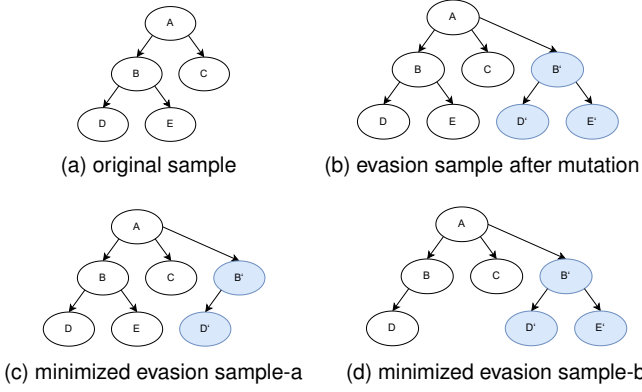 A
B
C
D
E
(a) original sample
A
B
C
B'
D
E
D'
E'
(b) evasion sample after mutation
A
B
C
B'
D
E
D'
(c) minimized evasion sample-a
A
B
C
B'
D
D'
E'
(d) minimized evasion sample-b